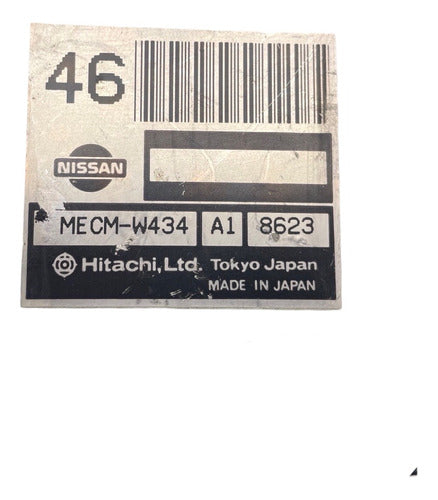 46
NISSAN
MECM-W434 A1 8623
Hitachi, Ltd. Tokyo Japan
MADE IN JAPAN